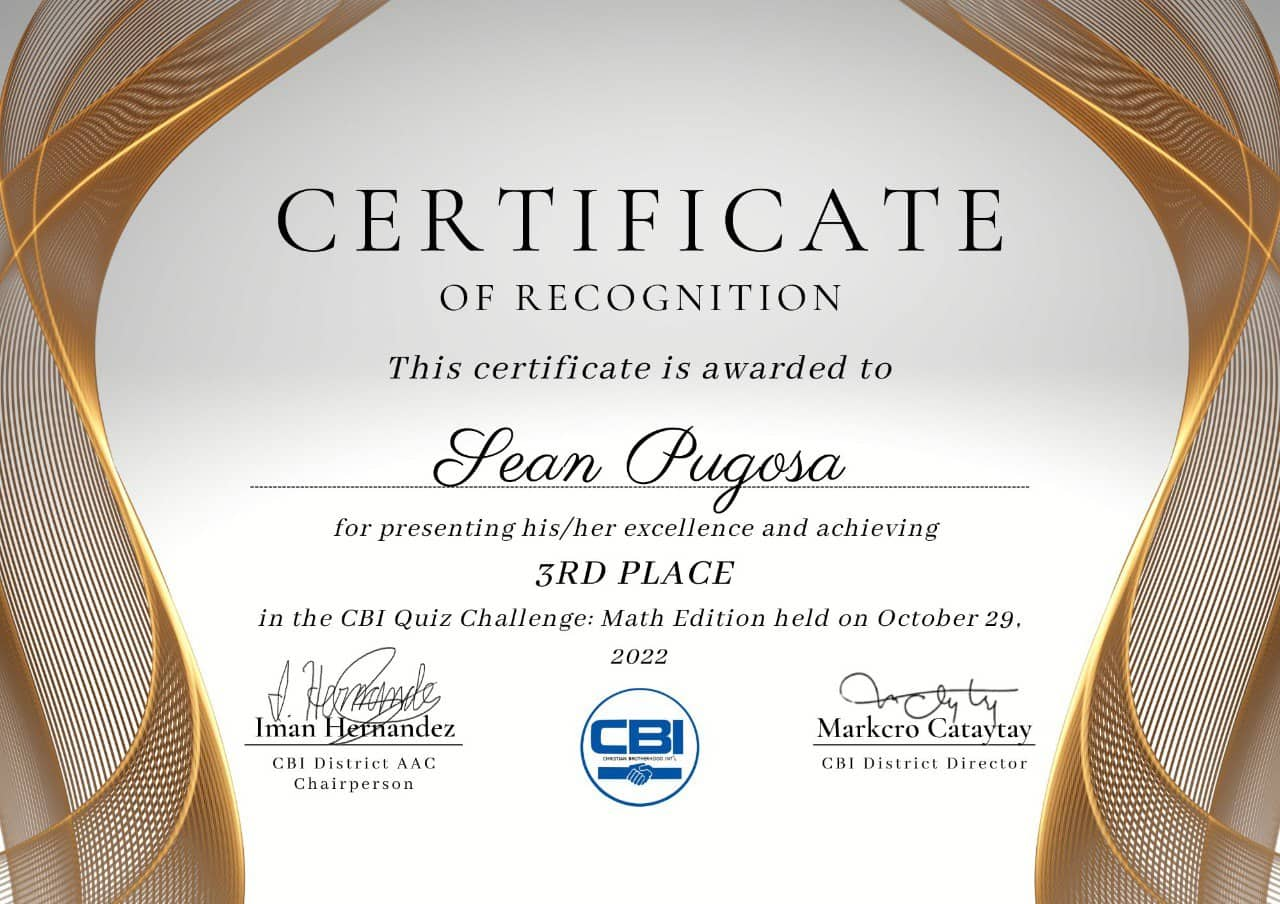 CERTIFICATE
OF RECOGNITION
This certificate is awarded to
Sean Pugosa
for presenting his/her excellence and achieving
3RD PLACE
in the CBI Quiz Challenge: Math Edition held on October 29,
2022
I. Hernandez
Iman Hernandez
CBI District AAC
Chairperson
CBI
CHRISTIAN BROTHERHOOD INT'L
Markcro Cataytay
CBI District Director